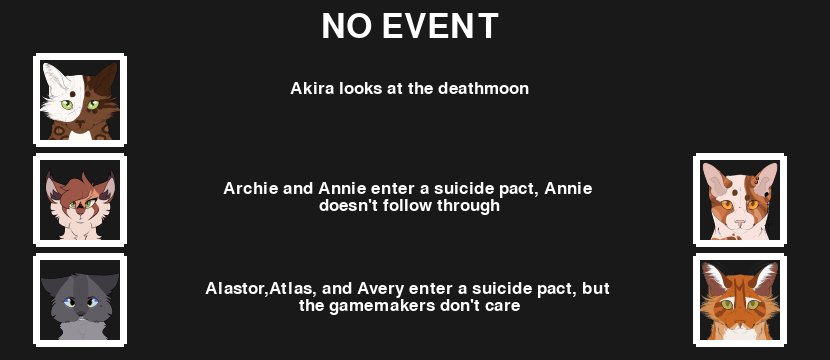 NO EVENT
Akira looks at the deathmoon
Archie and Annie enter a suicide pact, Annie
doesn't follow through
Alastor,Atlas, and Avery enter a suicide pact, but
the gamemakers don't care